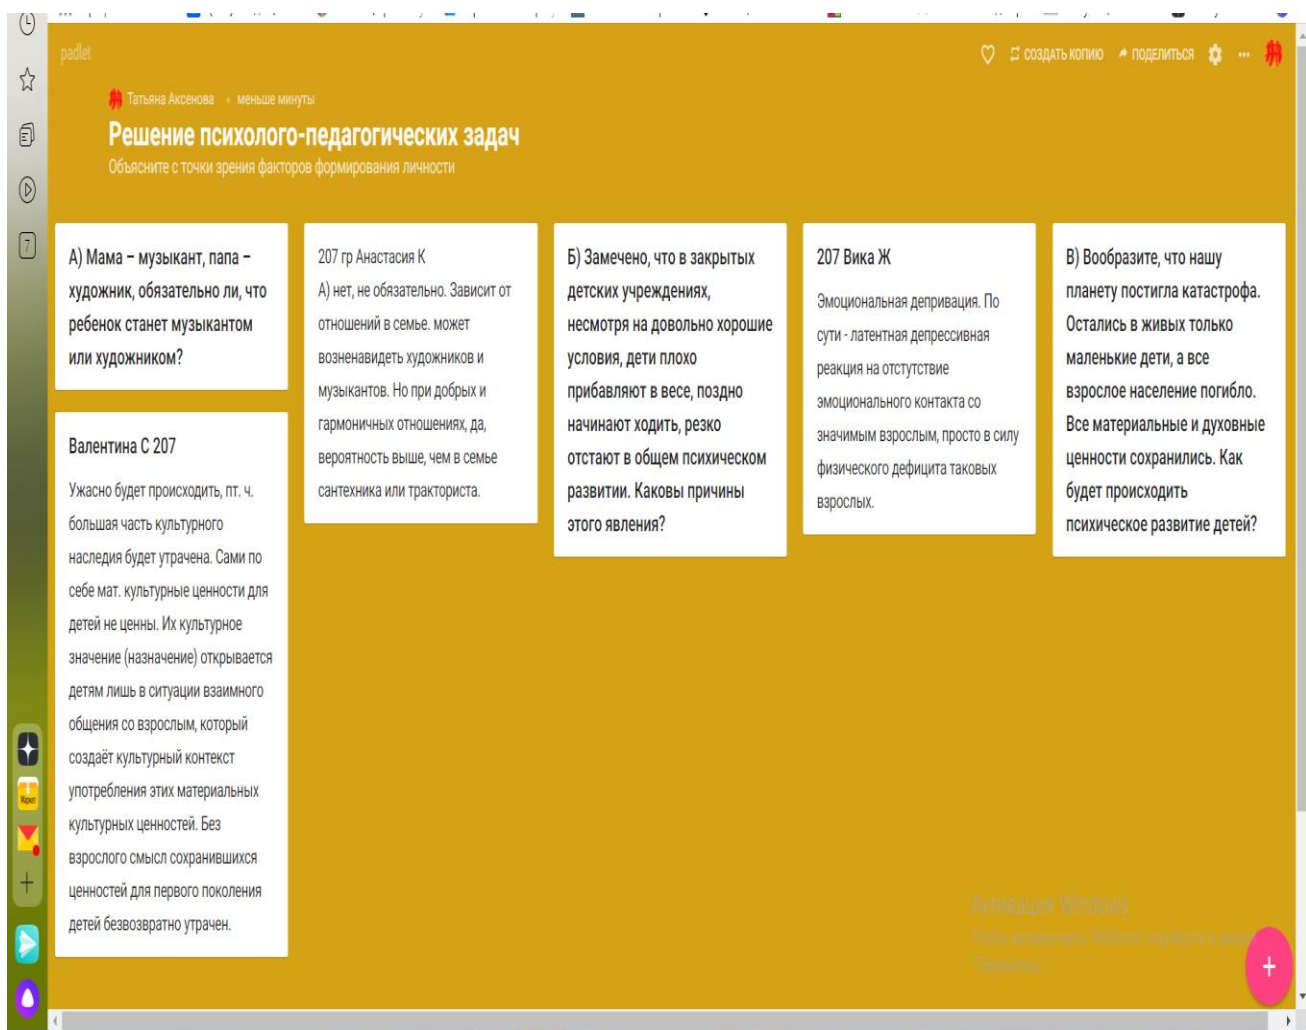 padlet
СОЗДАТЬ КОПИЮ
ПОДЕЛИТЬСЯ
Татьяна Аксенова
меньше минуты
Решение психолого-педагогических задач
Объясните с точки зрения факторов формирования личности
А) Мама – музыкант, папа –
художник, обязательно ли, что
ребенок станет музыкантом
или художником?
Валентина С 207
Ужасно будет происходить, пт. ч.
большая часть культурного
наследия будет утрачена. Сами по
себе мат. культурные ценности для
детей не ценны. Их культурное
значение (назначение) открывается
детям лишь в ситуации взаимного
общения со взрослым, который
создаёт культурный контекст
употребления этих материальных
культурных ценностей. Без
взрослого смысл сохранившихся
ценностей для первого поколения
детей безвозвратно утрачен.
207 гр Анастасия К
А) нет, не обязательно. Зависит от
отношений в семье. может
возненавидеть художников и
музыкантов. Но при добрых и
гармоничных отношениях, да,
вероятность выше, чем в семье
сантехника или тракториста.
Б) Замечено, что в закрытых
детских учреждениях,
несмотря на довольно хорошие
условия, дети плохо
прибавляют в весе, поздно
начинают ходить, резко
отстают в общем психическом
развитии. Каковы причины
этого явления?
207 Вика Ж
Эмоциональная депривация. По
сути - латентная депрессивная
реакция на отстутствие
эмоционального контакта со
значимым взрослым, просто в силу
физического дефицита таковых
взрослых.
В) Вообразите, что нашу
планету постигла катастрофа.
Остались в живых только
маленькие дети, а все
взрослое население погибло.
Все материальные и духовные
ценности сохранились. Как
будет происходить
психическое развитие детей?
7
Маркет
Активация Windows
"Параметры"